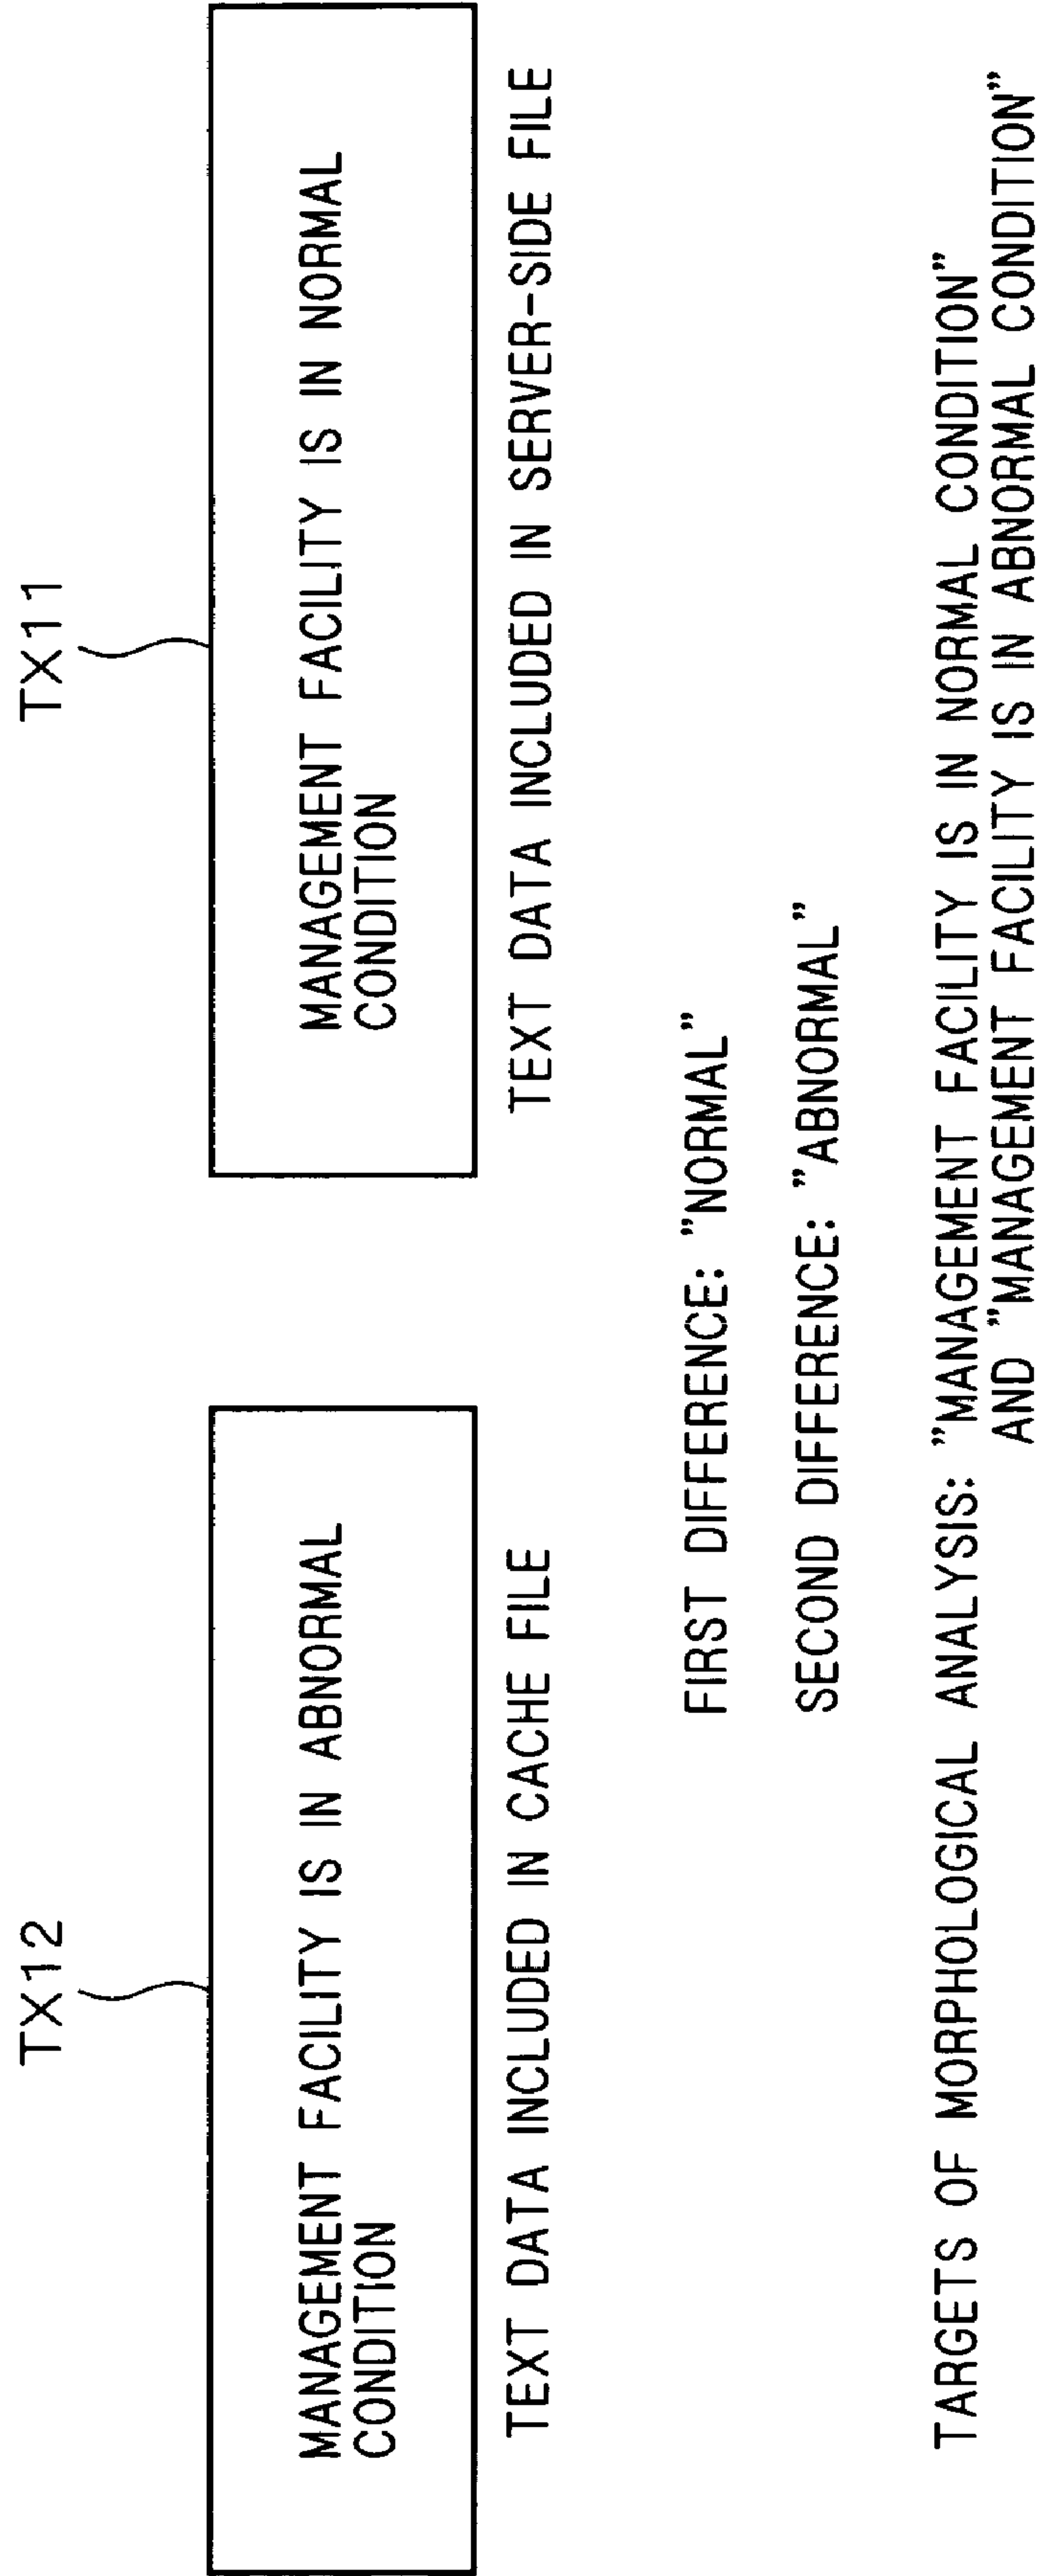 TX12
MANAGEMENT FACILITY IS IN ABNORMAL
CONDITION
TEXT DATA INCLUDED IN CACHE FILE
TX11
MANAGEMENT FACILITY IS IN NORMAL
CONDITION
TEXT DATA INCLUDED IN SERVER-SIDE FILE
FIRST DIFFERENCE: "NORMAL"
SECOND DIFFERENCE: "ABNORMAL"
TARGETS OF MORPHOLOGICAL ANALYSIS: "MANAGEMENT FACILITY IS IN NORMAL CONDITION"
AND "MANAGEMENT FACILITY IS IN ABNORMAL CONDITION"